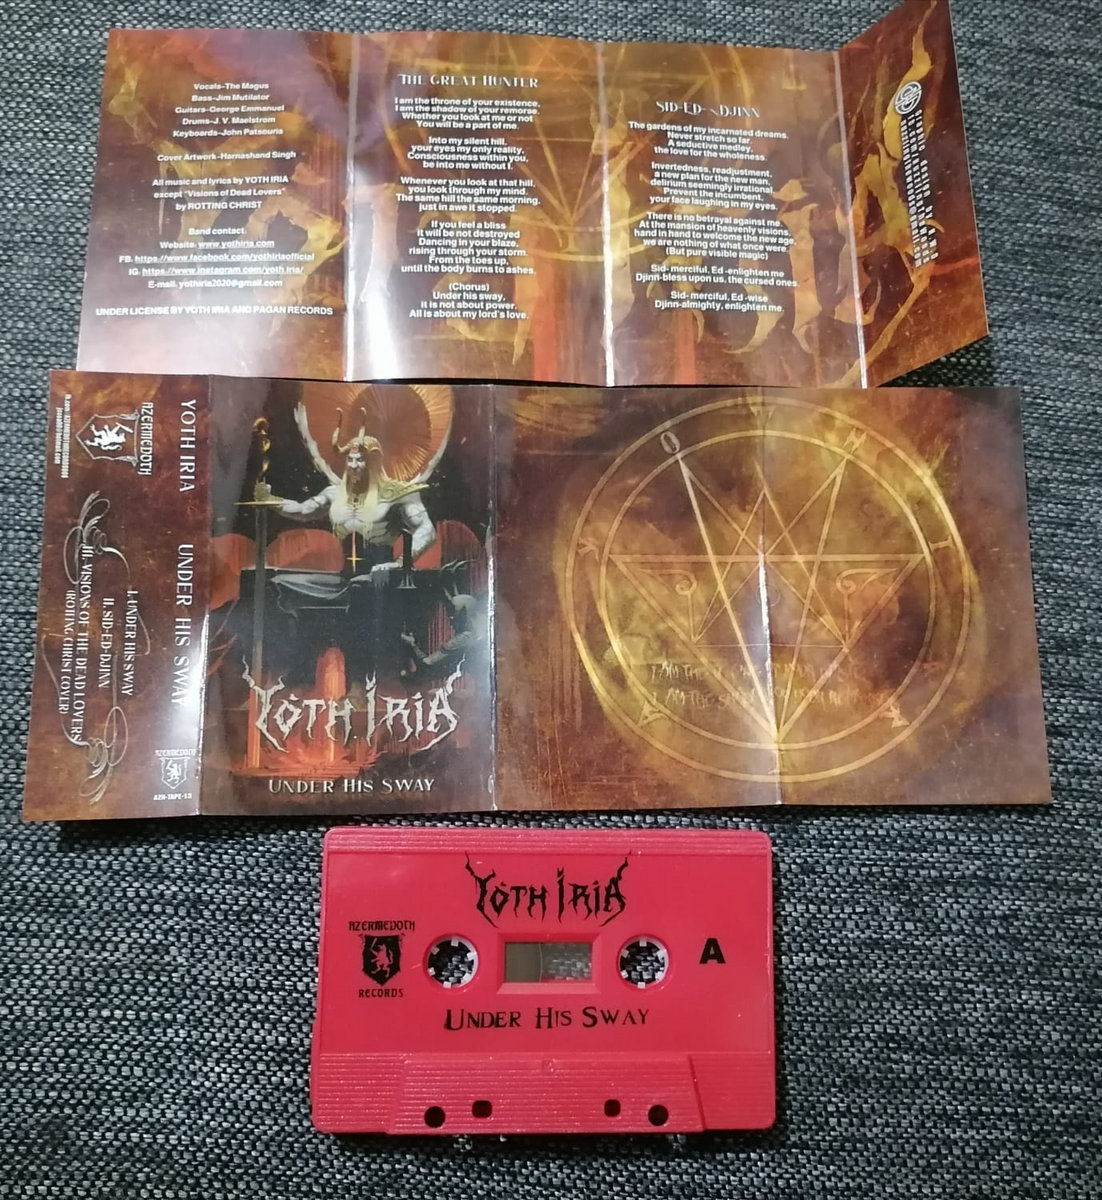 Vocals-The Magus
Bass-Jim Mutilator
Guitars-George Emmanuel
Drums-J. V. Maelstrom
Keyboards-John Patsouris
Cover Artwork-Harnashand Singh
All music and lyrics by YOTH IRIA
except "Visions of Dead Lovers"
by ROTTING CHRIST
Band contact.
Website. www.yothiria.com
FB. https://www.facebook.com/yothiriaofficial
IG. https://www.instagram.com/yoth.iria/
E-mail. yothiria2020@gmail.com
UNDER LICENSE BY YOTH IRIA AND PAGAN RECORDS
THE GREAT HUNTER
I am the throne of your existence.
I am the shadow of your remorse.
Whether you look at me or not
You will be a part of me.
Into my silent hill,
your eyes my only reality.
Consciousness within you,
be into me without I.
Whenever you look at that hill,
you look through my mind.
The same hill the same morning,
just in awe it stopped.
If you feel a bliss
it will be not destroyed
Dancing in your blaze,
rising through your storm.
From the toes up,
until the body burns to ashes.
(Chorus)
Under his sway,
it is not about power.
All is about my lord's love.
SID-ED-DJINN
The gardens of my incarnated dreams.
Never stretch so far.
A seductive medley,
the love for the wholeness.
Invertedness, readjustment,
a new plan for the new man,
delirium seemingly irrational.
Prevent the incumbent,
your face laughing in my eyes.
There is no betrayal against me.
At the mansion of heavenly visions,
hand in hand to welcome the new age,
we are nothing of what once were.
(But pure visible magic)
Sid- merciful, Ed -enlighten me
Djinn-bless upon us, the cursed ones.
Sid- merciful, Ed -wise
Djinn-almighty, enlighten me.
AZERMEDOTH
YOTH IRIA UNDER HIS SWAY
I. UNDER HIS SWAY
II. SID-ED-DJINN
III. VISIONS OF THE DEAD LOVERS
(ROTTING CHRIST COVER)
AZERMEDOTH
AZH-TAPE-13
YOTH IRIA
UNDER HIS SWAY
I AM THE
I AM THE
YOTH IRIA
AZERMEDOTH
RECORDS
A
UNDER HIS SWAY